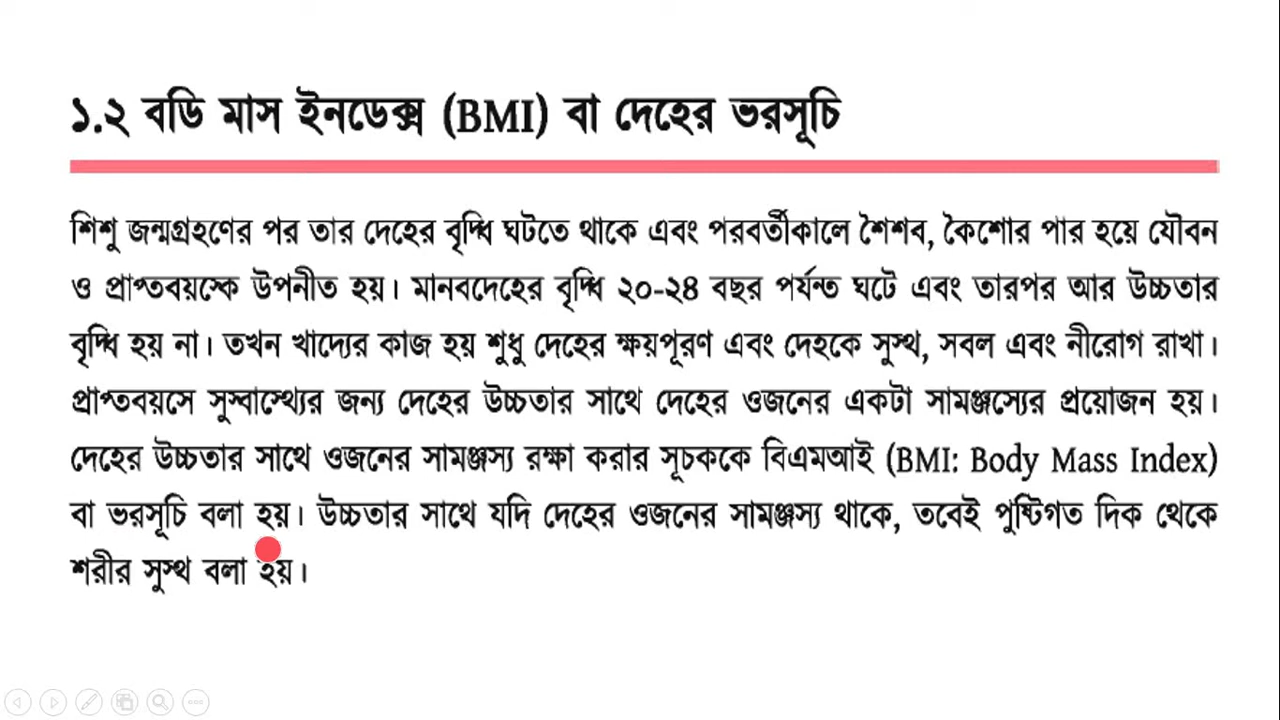 ১.২ বডি মাস ইনডেক্স (BMI) বা দেহের ভরসূচি
শিশু জন্মগ্রহণের পর তার দেহের বৃদ্ধি ঘটতে থাকে এবং পরবর্তীকালে শৈশব, কৈশোর পার হয়ে যৌবন
ও প্রাপ্তবয়স্কে উপনীত হয়। মানবদেহের বৃদ্ধি ২০-২৪ বছর পর্যন্ত ঘটে এবং তারপর আর উচ্চতার
বৃদ্ধি হয় না। তখন খাদ্যের কাজ হয় শুধু দেহের ক্ষয়পূরণ এবং দেহকে সুস্থ, সবল এবং নীরোগ রাখা।
প্রাপ্তবয়সে সুস্বাস্থ্যের জন্য দেহের উচ্চতার সাথে দেহের ওজনের একটা সামঞ্জস্যের প্রয়োজন হয়।
দেহের উচ্চতার সাথে ওজনের সামঞ্জস্য রক্ষা করার সূচককে বিএমআই (BMI: Body Mass Index)
বা ভরসূচি বলা হয়। উচ্চতার সাথে যদি দেহের ওজনের সামঞ্জস্য থাকে, তবেই পুষ্টিগত দিক থেকে
শরীর সুস্থ বলা হয়।